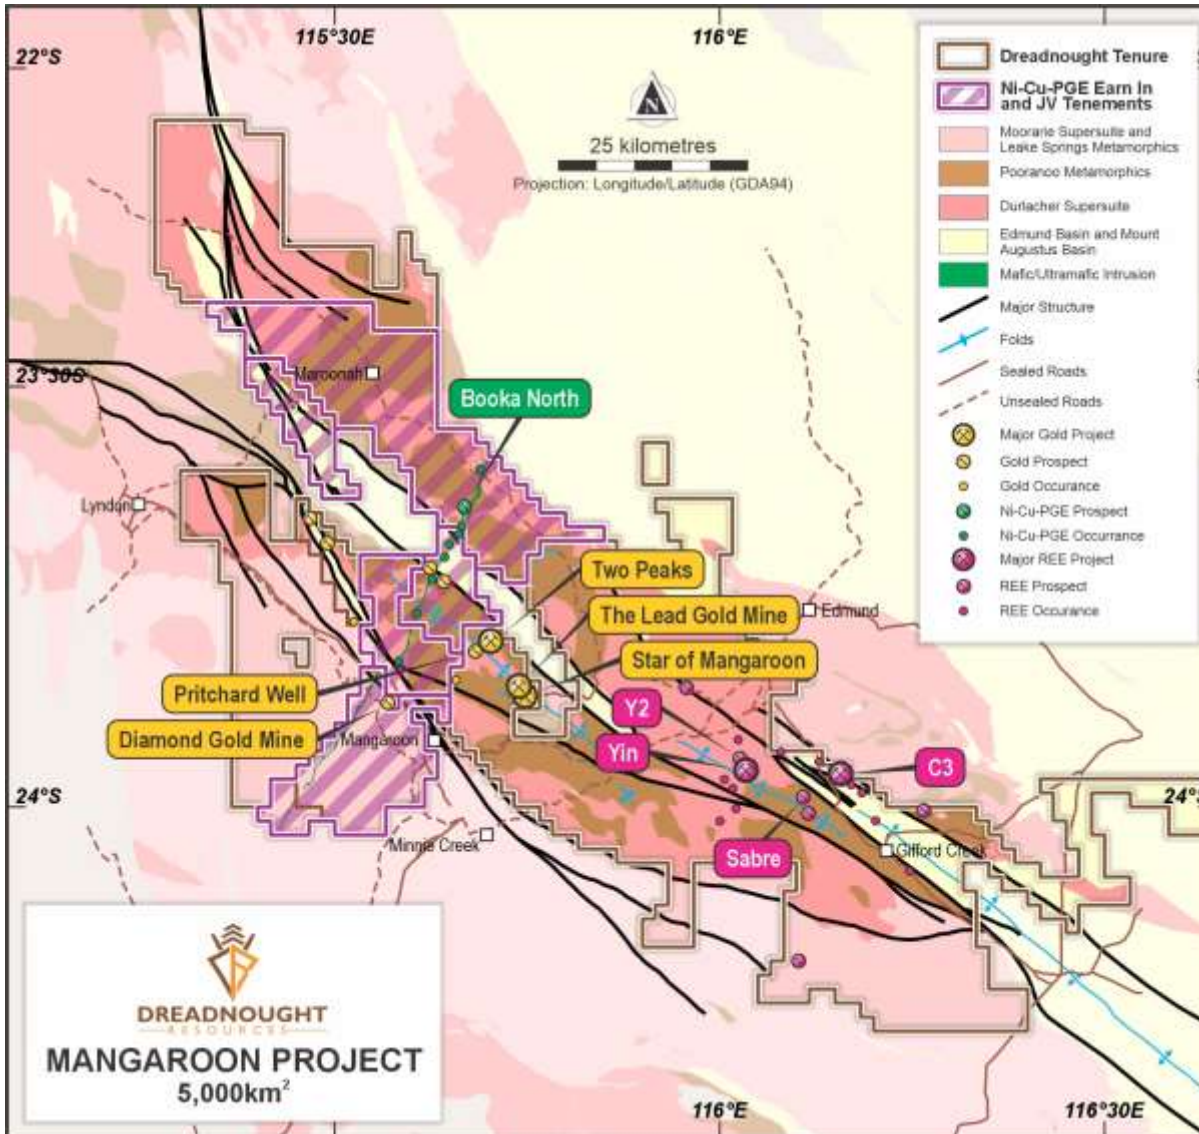 115°30E
116°E
22°S
N
25 kilometres
Projection: Longitude/Latitude (GDA94)
Dreadnought Tenure
Ni-Cu-PGE Earn In
and JV Tenements
Moorarie Supersuite and
Leake Springs Metamorphics
Pooranoo Metamorphics
Durlacher Supersuite
Edmund Basin and Mount
Augustus Basin
Mafic/Ultramafic Intrusion
Major Structure
Folds
Sealed Roads
Unsealed Roads
Major Gold Project
Gold Prospect
Gold Occurance
Ni-Cu-PGE Prospect
Ni-Cu-PGE Occurrance
Major REE Project
REE Prospect
REE Occurance
23°30S
Maroonah
Booka North
Lyndon
Two Peaks
The Lead Gold Mine
Edmund
Star of Mangaroon
Pritchard Well
Y2
Diamond Gold Mine
Mangaroon
Yin
C3
24°S
24°S
Minnie Creek
Sabre
Gifford Creek
DREADNOUGHT
RESOURCES
MANGAROON PROJECT
5,000km²
116°E
116°30E